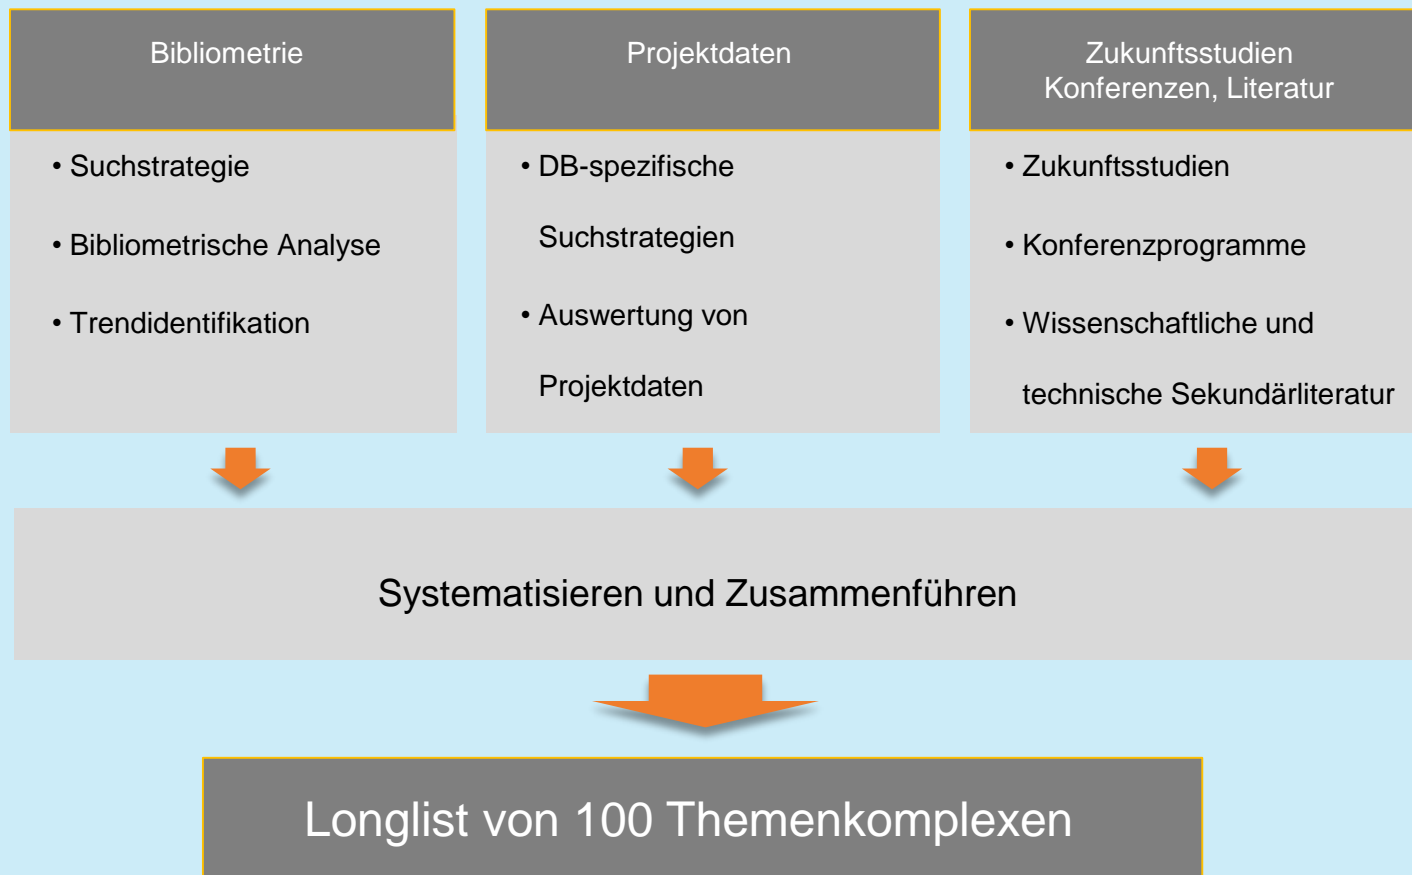 Bibliometrie
• Suchstrategie
• Bibliometrische Analyse
• Trendidentifikation
Projektdaten
• DB-spezifische
Suchstrategien
• Auswertung von
Projektdaten
Zukunftsstudien
Konferenzen, Literatur
• Zukunftsstudien
• Konferenzprogramme
• Wissenschaftliche und
technische Sekundärliteratur
Systematisieren und Zusammenführen
Longlist von 100 Themenkomplexen